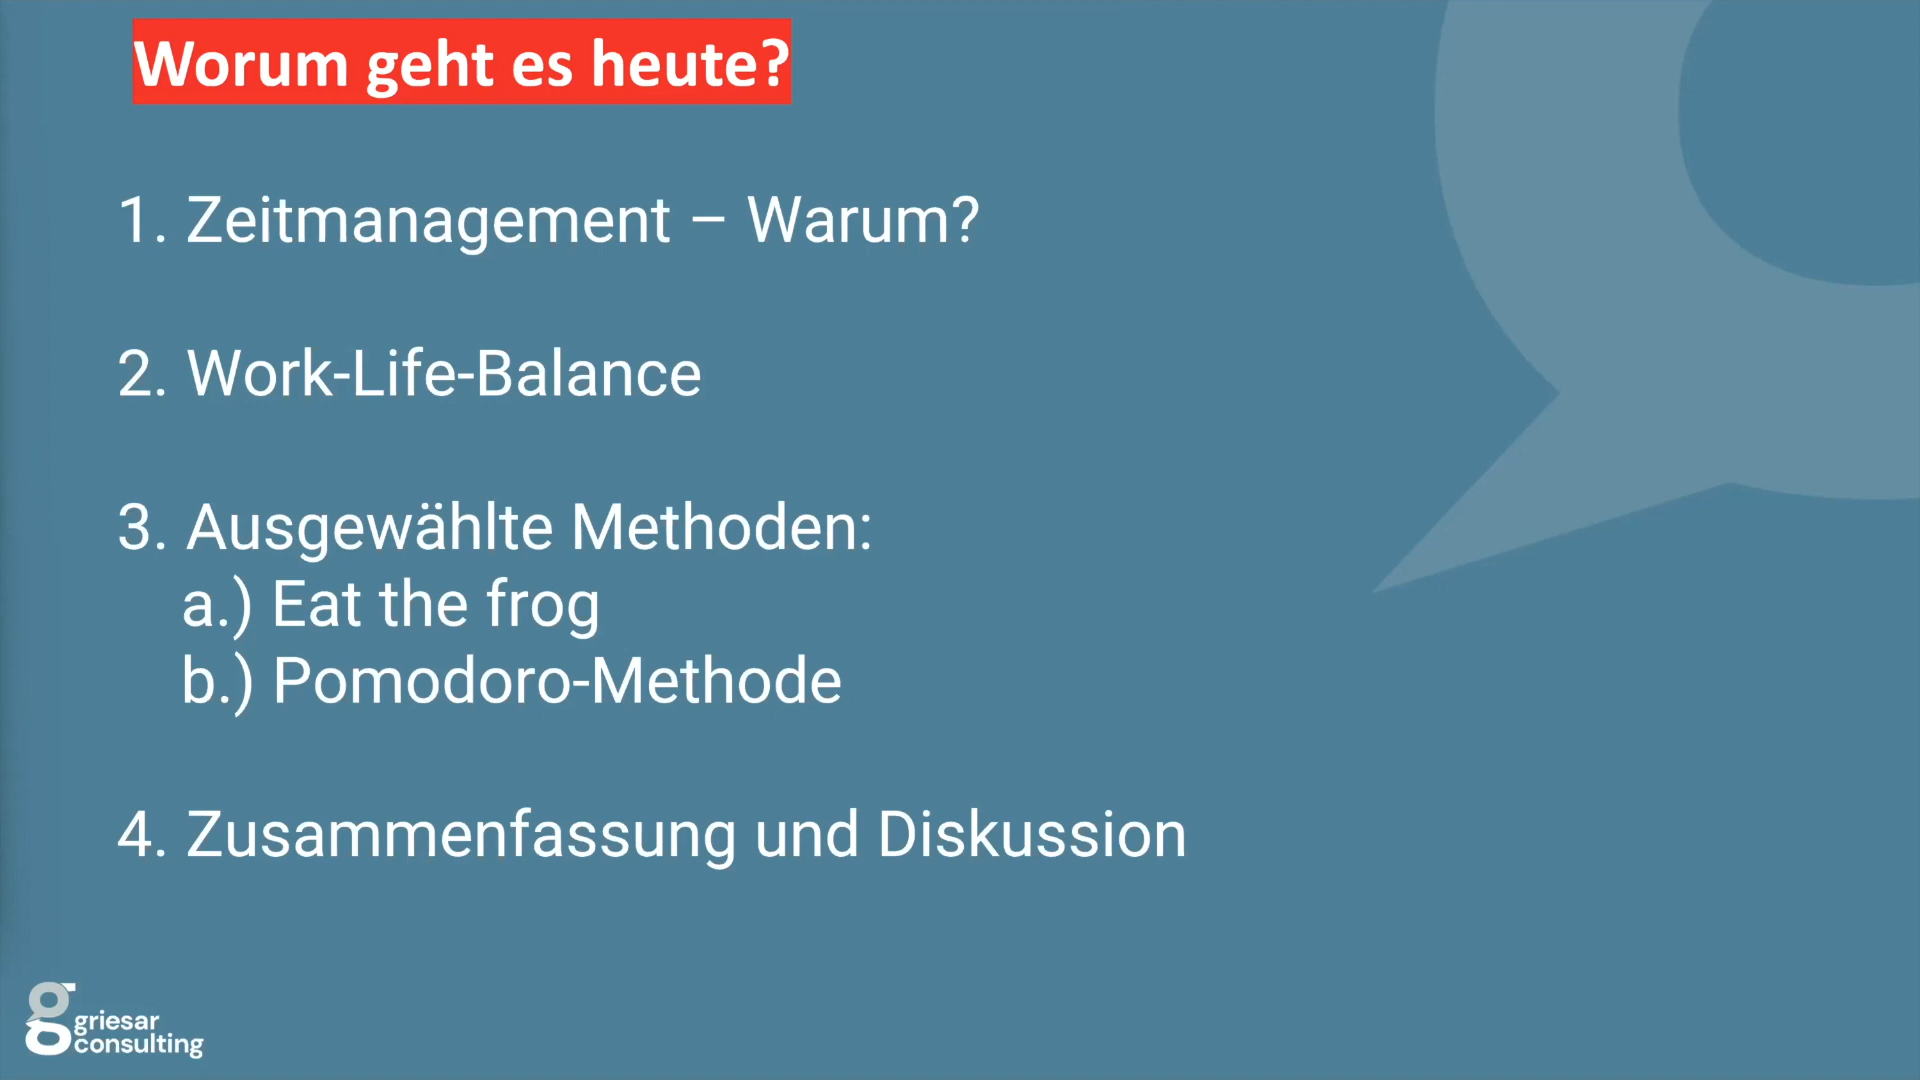 Worum geht es heute?
1. Zeitmanagement – Warum?
2. Work-Life-Balance
3. Ausgewählte Methoden:
a.) Eat the frog
b.) Pomodoro-Methode
4. Zusammenfassung und Diskussion
griesar
consulting